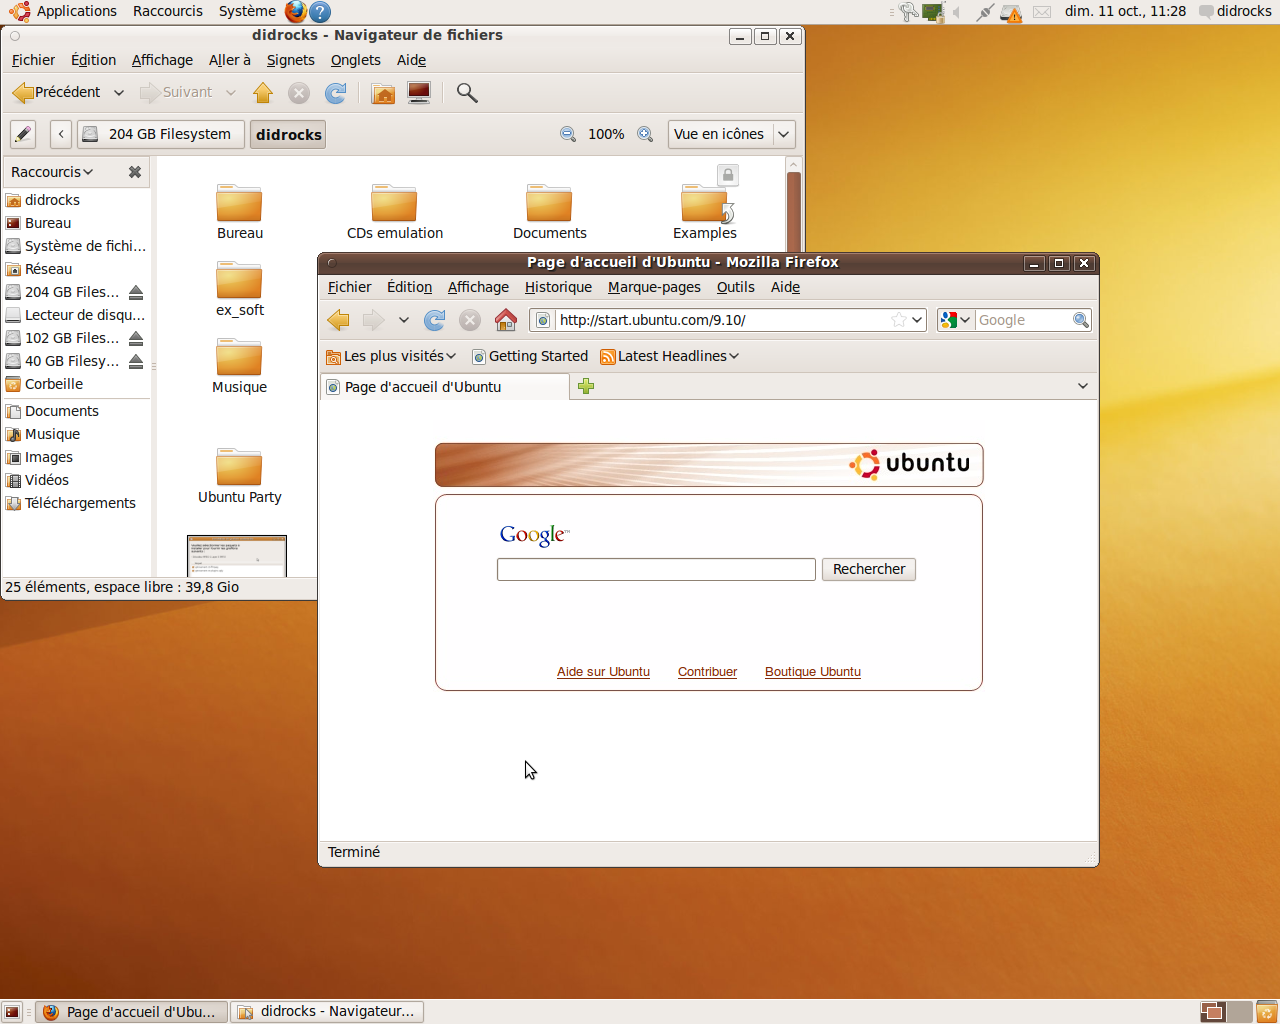 Applications Raccourcis Système
dim. 11 oct., 11:28 didrocks
didrocks - Navigateur de fichiers
Fichier Édition Affichage Aller à Signets Onglets Aide
Précédent Suivant
204 GB Filesystem didrocks 100% Vue en icônes
Raccourcis
didrocks
Bureau
Système de fichi...
Réseau
204 GB Files...
Lecteur de disqu...
102 GB Files...
40 GB Filesy...
Corbeille
Documents
Musique
Images
Vidéos
Téléchargements
Bureau CDs emulation Documents Examples
ex_soft
Musique
Ubuntu Party
25 éléments, espace libre : 39,8 Gio
Page d'accueil d'Ubuntu - Mozilla Firefox
Fichier Édition Affichage Historique Marque-pages Outils Aide
http://start.ubuntu.com/9.10/ Google
Les plus visités Getting Started Latest Headlines
Page d'accueil d'Ubuntu
ubuntu
Google™
Rechercher
Aide sur Ubuntu Contribuer Boutique Ubuntu
Terminé
Page d'accueil d'Ubu... didrocks - Navigateur...